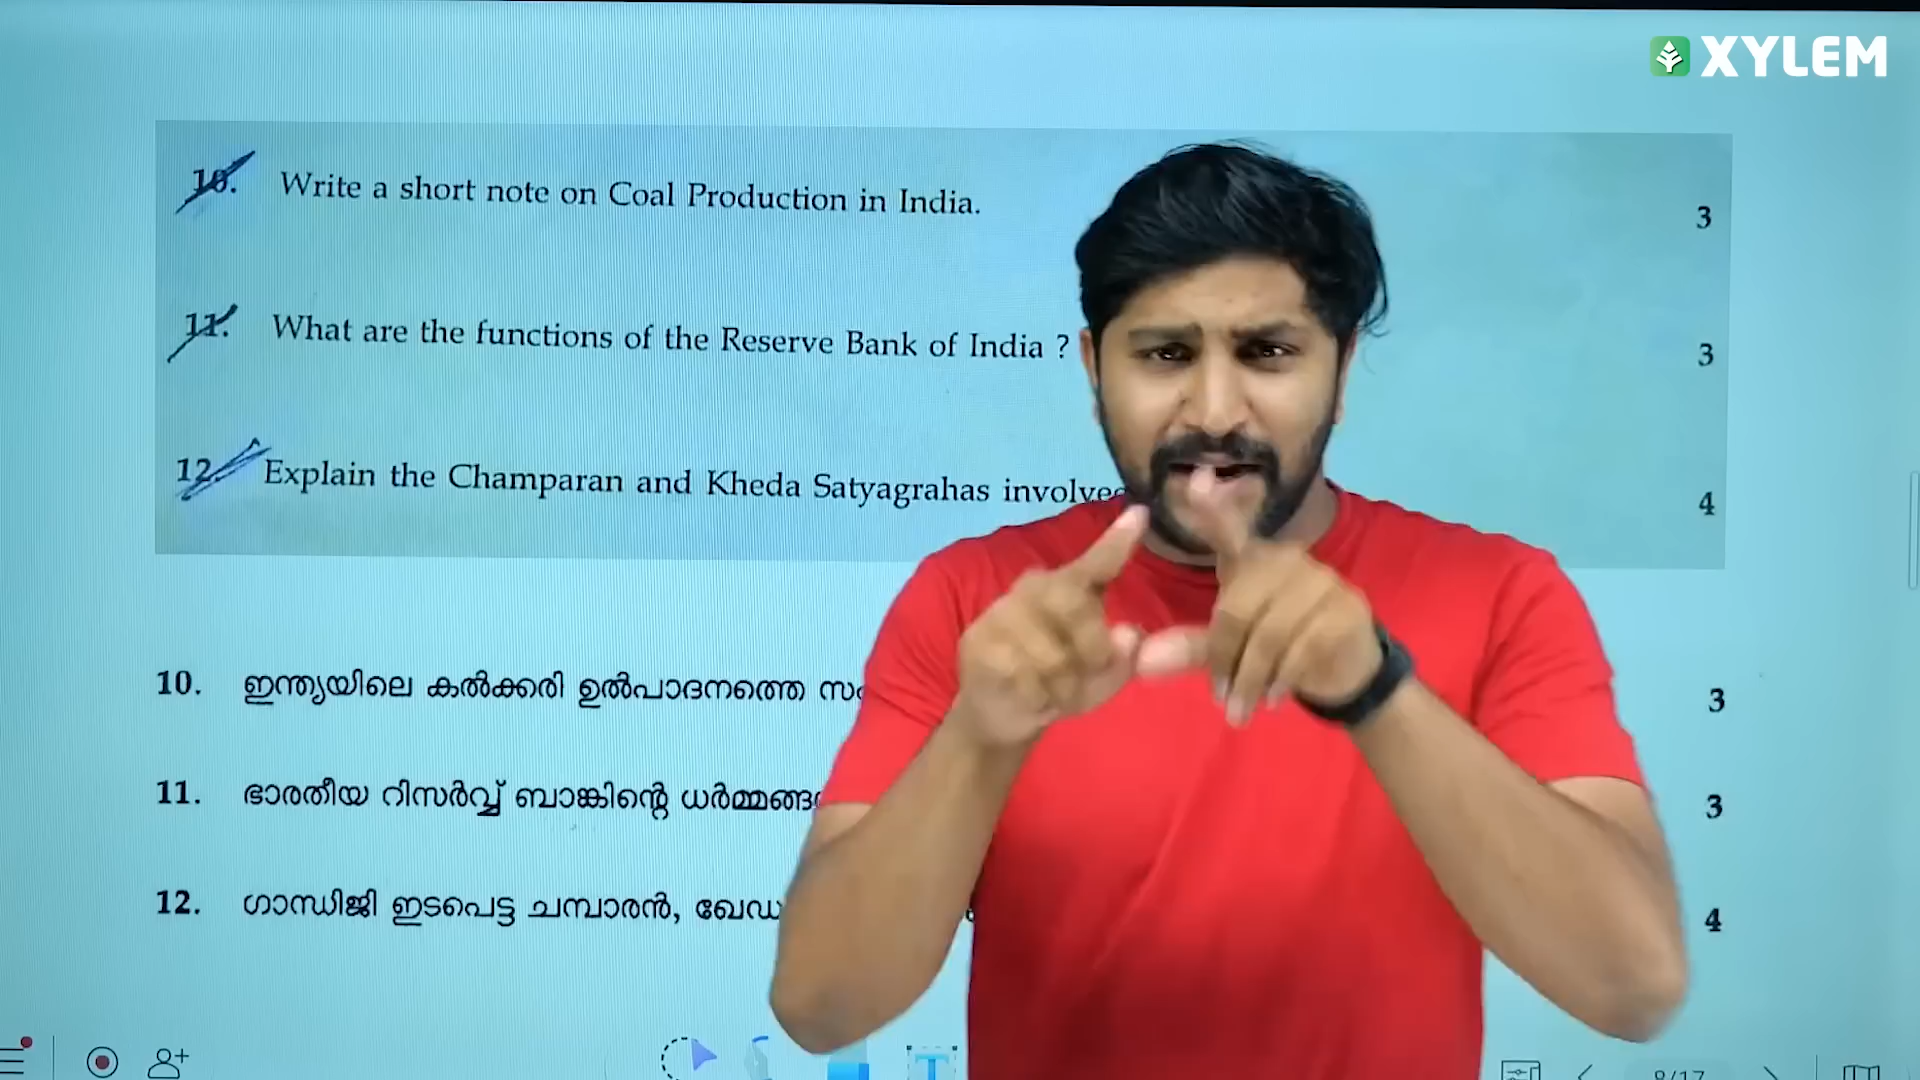 XYLEM
10. Write a short note on Coal Production in India. 3
11. What are the functions of the Reserve Bank of India ? 3
12. Explain the Champaran and Kheda Satyagrahas 4
10. ഇന്ത്യയിലെ കൽക്കരി ഉൽപാദനത്തെ 3
11. ഭാരതീയ റിസർവ്വ് ബാങ്കിന്റെ 3
12. ഗാന്ധിജി ഇടപെട്ട ചമ്പാരൻ, 4
8/17